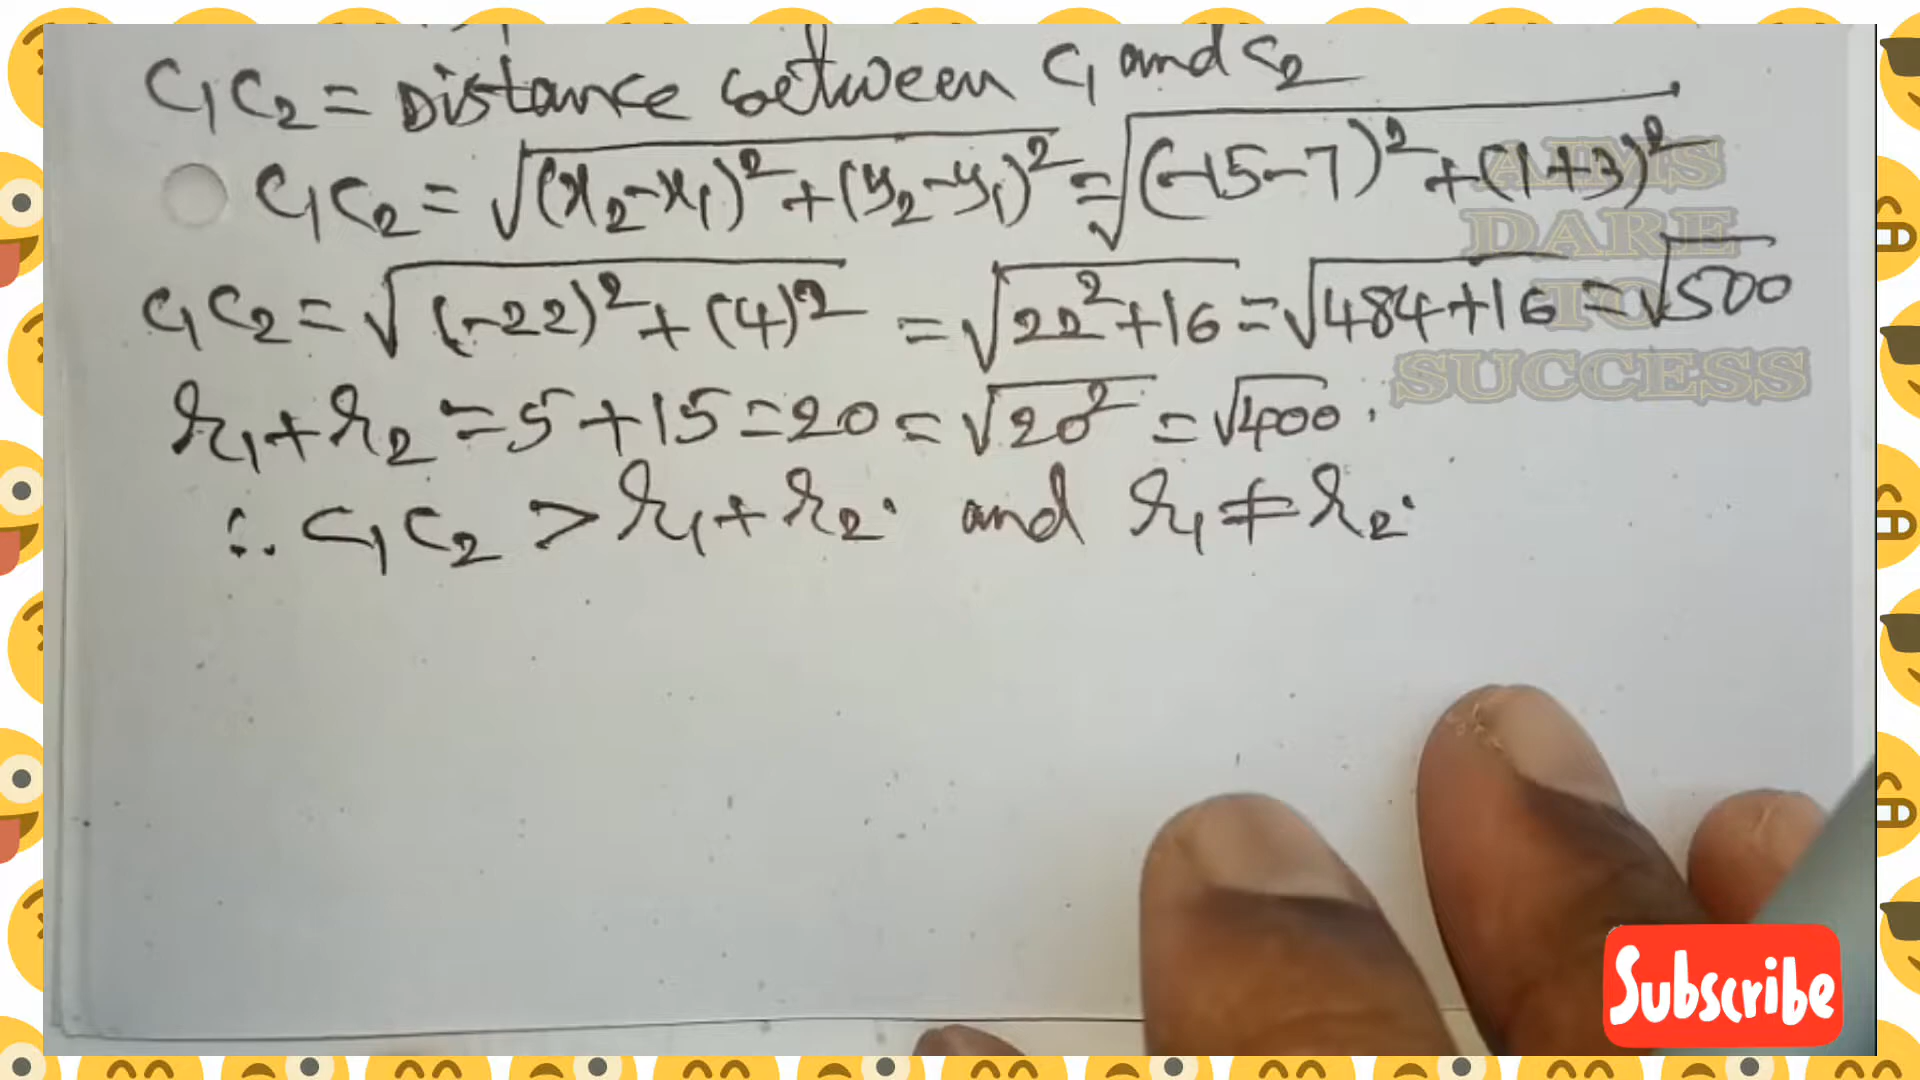 C₁C₂ = Distance between C₁ and C₂
C₁C₂ = √((x₂-x₁)²+(y₂-y₁)²) = √((-15-7)²+(1+3)²)
C₁C₂ = √((-22)²+(4)²) = √(22²+16) = √(484+16) = √500
r₁+r₂ = 5+15 = 20 = √20² = √400.
∴ C₁C₂ > r₁+r₂. and r₁≠r₂.
AIMS
DARE
TO
SUCCESS
Subscribe